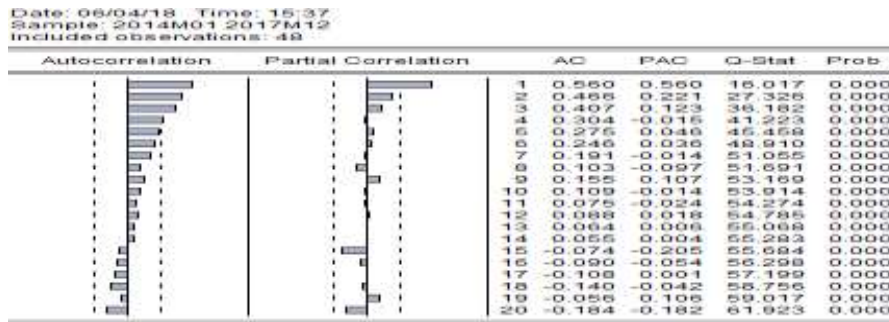 Date: 06/04/18 Time: 15:37
Sample: 2014M01 2017M12
Included observations: 48
Autocorrelation Partial Correlation AC PAC Q-Stat Prob
1 0.560 0.560 16.017 0.000
2 0.466 0.221 27.326 0.000
3 0.407 0.123 36.182 0.000
4 0.304 -0.015 41.223 0.000
5 0.275 0.046 45.458 0.000
6 0.246 0.036 48.910 0.000
7 0.191 -0.014 51.055 0.000
8 0.103 -0.097 51.691 0.000
9 0.155 0.107 53.169 0.000
10 0.109 -0.014 53.914 0.000
11 0.075 -0.024 54.274 0.000
12 0.088 0.018 54.785 0.000
13 0.064 0.006 55.068 0.000
14 0.055 0.004 55.283 0.000
15 -0.074 -0.205 55.684 0.000
16 -0.090 -0.054 56.298 0.000
17 -0.108 0.001 57.199 0.000
18 -0.140 -0.042 58.756 0.000
19 -0.056 0.106 59.017 0.000
20 -0.184 -0.182 61.923 0.000